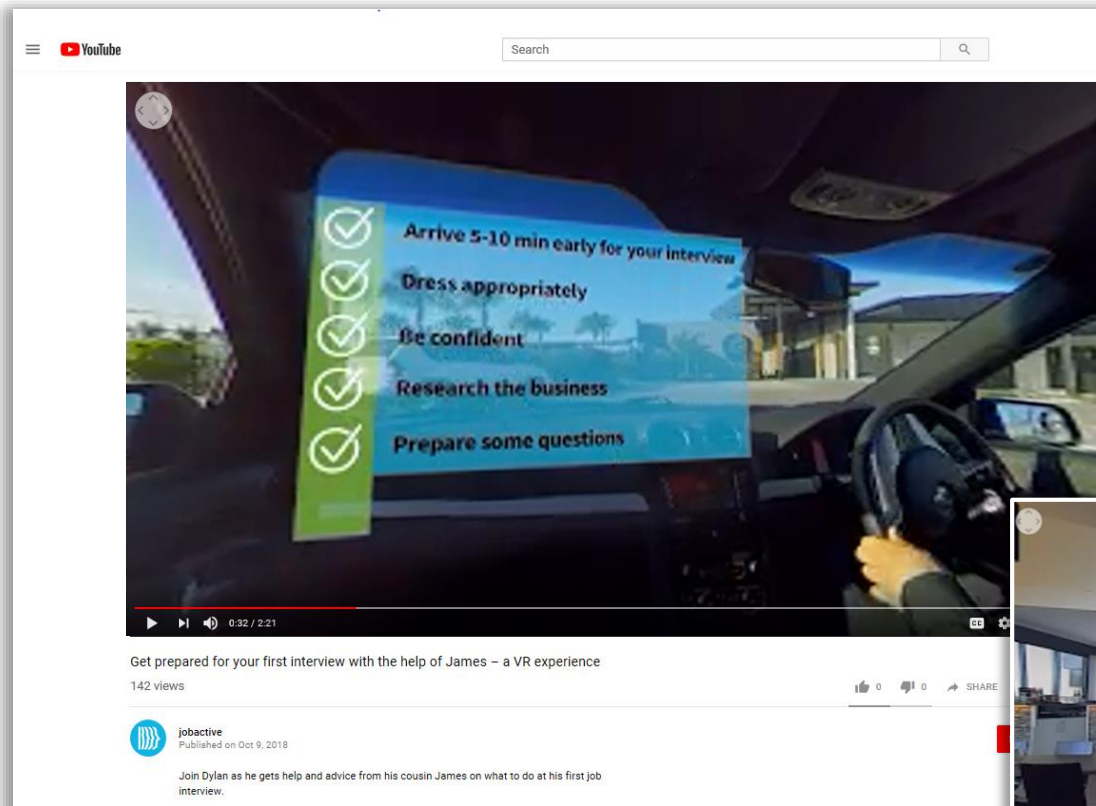 YouTube
Search
Arrive 5-10 min early for your interview
Dress appropriately
Be confident
Research the business
Prepare some questions
0:32 / 2:21
CC
Get prepared for your first interview with the help of James – a VR experience
142 views
0
0
SHARE
jobactive
Published on Oct 9, 2018
Join Dylan as he gets help and advice from his cousin James on what to do at his first job
interview.